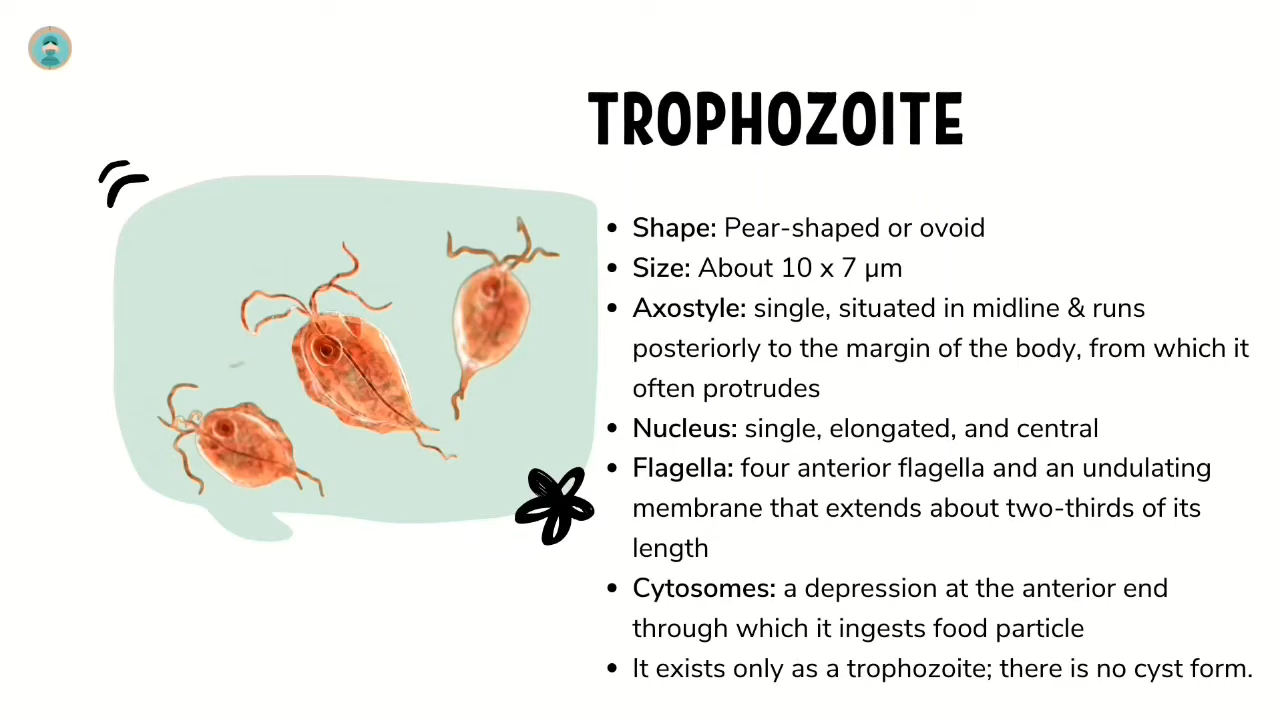 TROPHOZOITE
• Shape: Pear-shaped or ovoid
• Size: About 10 x 7 µm
• Axostyle: single, situated in midline & runs
posteriorly to the margin of the body, from which it
often protrudes
• Nucleus: single, elongated, and central
• Flagella: four anterior flagella and an undulating
membrane that extends about two-thirds of its
length
• Cytosomes: a depression at the anterior end
through which it ingests food particle
• It exists only as a trophozoite; there is no cyst form.